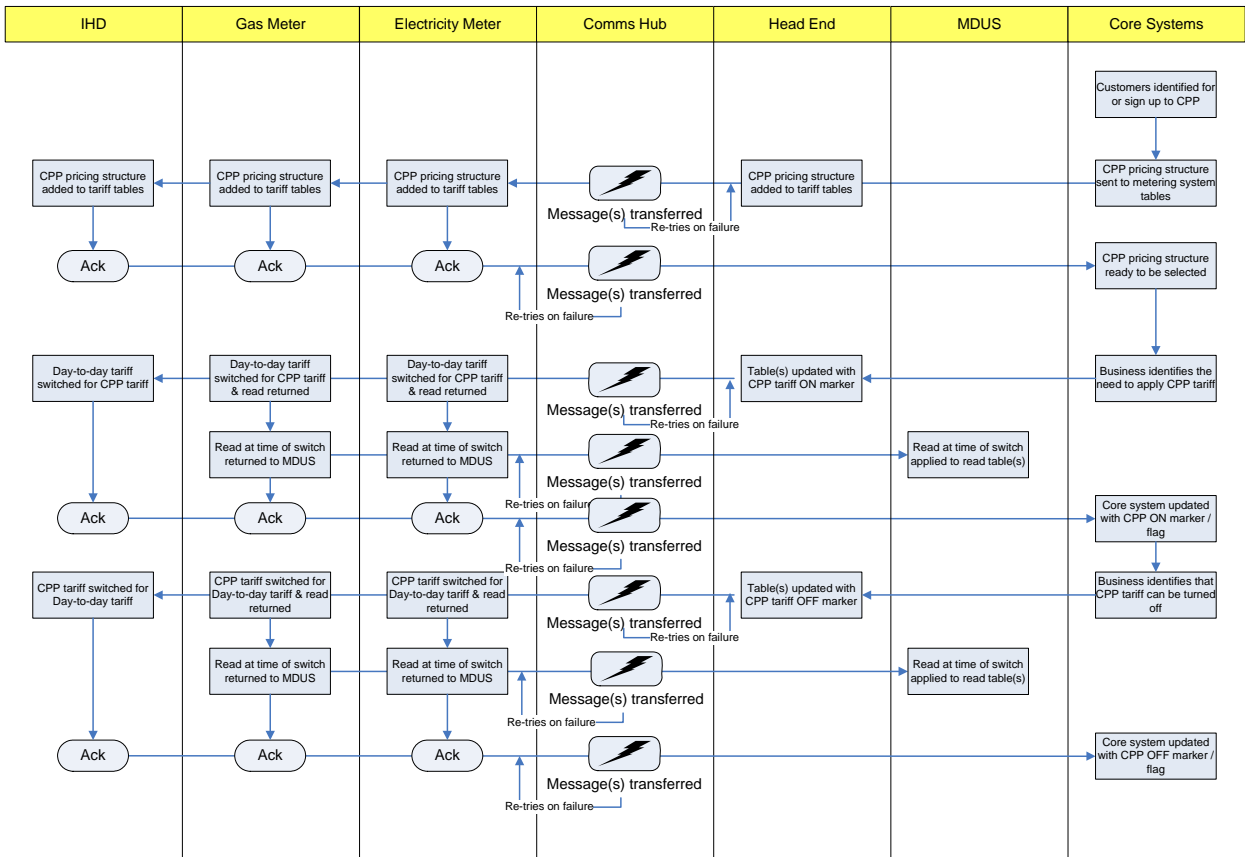 IHD
Gas Meter
Electricity Meter
Comms Hub
Head End
MDUS
Core Systems
Customers identified for
or sign up to CPP
CPP pricing structure
added to tariff tables
CPP pricing structure
added to tariff tables
CPP pricing structure
added to tariff tables
Message(s) transferred
Re-tries on failure
CPP pricing structure
added to tariff tables
CPP pricing structure
sent to metering system
tables
Ack
Ack
Ack
Message(s) transferred
Re-tries on failure
CPP pricing structure
ready to be selected
Day-to-day tariff
switched for CPP tariff
Day-to-day tariff
switched for CPP tariff
& read returned
Day-to-day tariff
switched for CPP tariff
& read returned
Message(s) transferred
Re-tries on failure
Table(s) updated with
CPP tariff ON marker
Business identifies the
need to apply CPP tariff
Read at time of switch
returned to MDUS
Read at time of switch
returned to MDUS
Message(s) transferred
Re-tries on failure
Read at time of switch
applied to read table(s)
Ack
Ack
Ack
Message(s) transferred
Re-tries on failure
Core system updated
with CPP ON marker /
flag
CPP tariff switched for
Day-to-day tariff
CPP tariff switched for
Day-to-day tariff & read
returned
CPP tariff switched for
Day-to-day tariff & read
returned
Message(s) transferred
Re-tries on failure
Table(s) updated with
CPP tariff OFF marker
Business identifies that
CPP tariff can be turned
off
Read at time of switch
returned to MDUS
Read at time of switch
returned to MDUS
Message(s) transferred
Re-tries on failure
Read at time of switch
applied to read table(s)
Ack
Ack
Ack
Message(s) transferred
Re-tries on failure
Core system updated
with CPP OFF marker /
flag